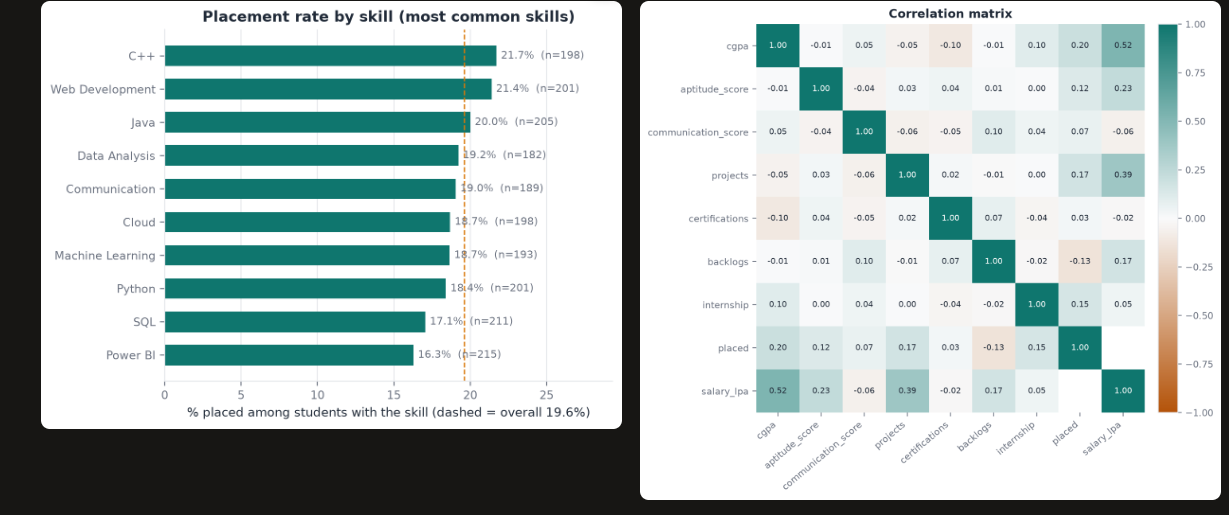 Placement rate by skill (most common skills)
C++
21.7% (n=198)
Web Development
21.4% (n=201)
Java
20.0% (n=205)
Data Analysis
19.2% (n=182)
Communication
19.0% (n=189)
Cloud
18.7% (n=198)
Machine Learning
18.7% (n=193)
Python
18.4% (n=201)
SQL
17.1% (n=211)
Power BI
16.3% (n=215)
0 5 10 15 20 25
% placed among students with the skill (dashed = overall 19.6%)
Correlation matrix
cgpa 1.00 -0.01 0.05 -0.05 -0.10 -0.01 0.10 0.20 0.52
aptitude_score -0.01 1.00 -0.04 0.03 0.04 0.01 0.00 0.12 0.23
communication_score 0.05 -0.04 1.00 -0.06 -0.05 0.10 0.04 0.07 -0.06
projects -0.05 0.03 -0.06 1.00 0.02 -0.01 0.00 0.17 0.39
certifications -0.10 0.04 -0.05 0.02 1.00 0.07 -0.04 0.03 -0.02
backlogs -0.01 0.01 0.10 -0.01 0.07 1.00 -0.02 -0.13 0.17
internship 0.10 0.00 0.04 0.00 -0.04 -0.02 1.00 0.15 0.05
placed 0.20 0.12 0.07 0.17 0.03 -0.13 0.15 1.00
salary_lpa 0.52 0.23 -0.06 0.39 -0.02 0.17 0.05 1.00
cgpa
aptitude_score
communication_score
projects
certifications
backlogs
internship
placed
salary_lpa
1.00
0.75
0.50
0.25
0.00
−0.25
−0.50
−0.75
−1.00